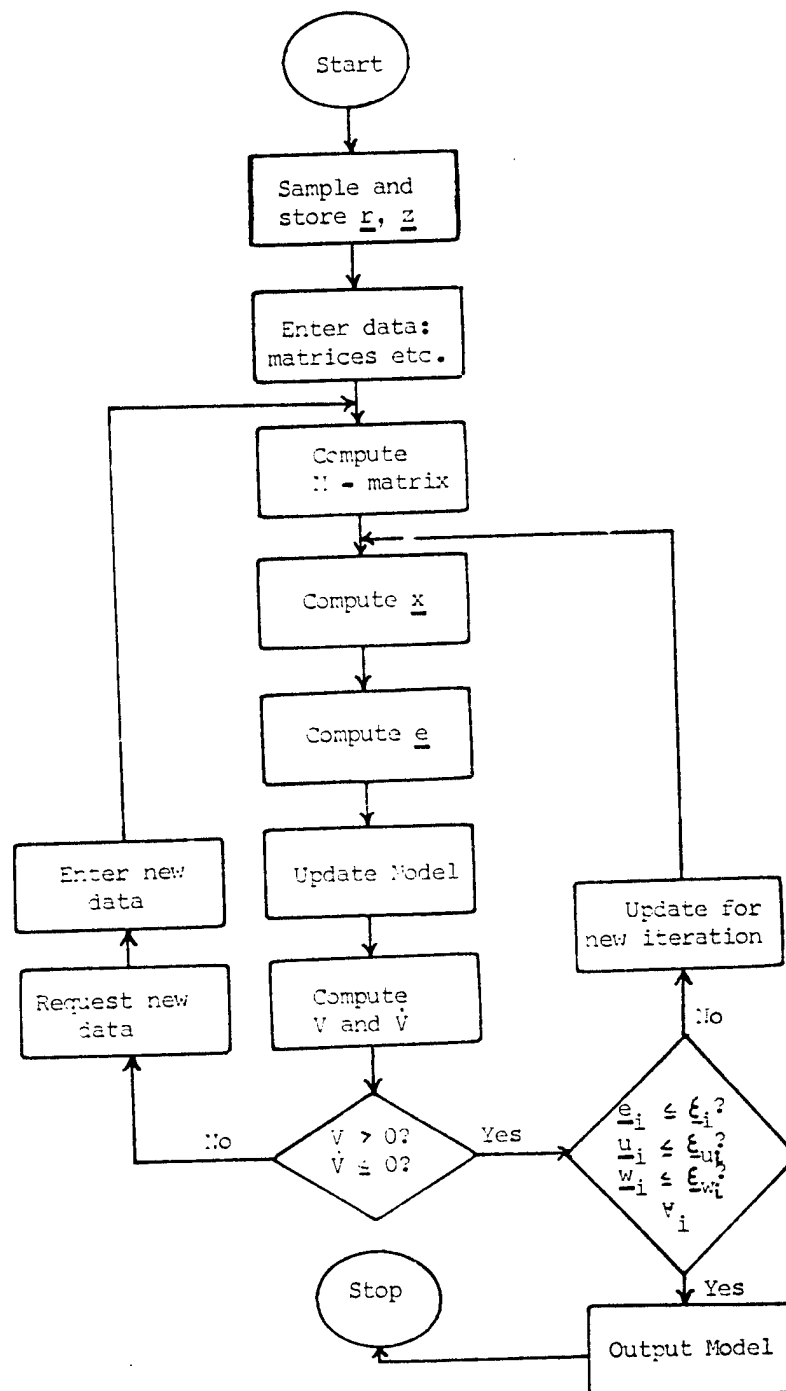 Start
Sample and
store r, z
Enter data:
matrices etc.
Compute
- matrix
Compute x
Compute e
Enter new
data
Update Model
Update for
new iteration
Request new
data
Compute
V and V̇
No
No
V > 0?
V̇ ≤ 0?
Yes
e_i ≤ ξ_i?
u_i ≤ ξ_ui?
w_i ≤ ξ_wi?
∀_i
Yes
Stop
Output Model